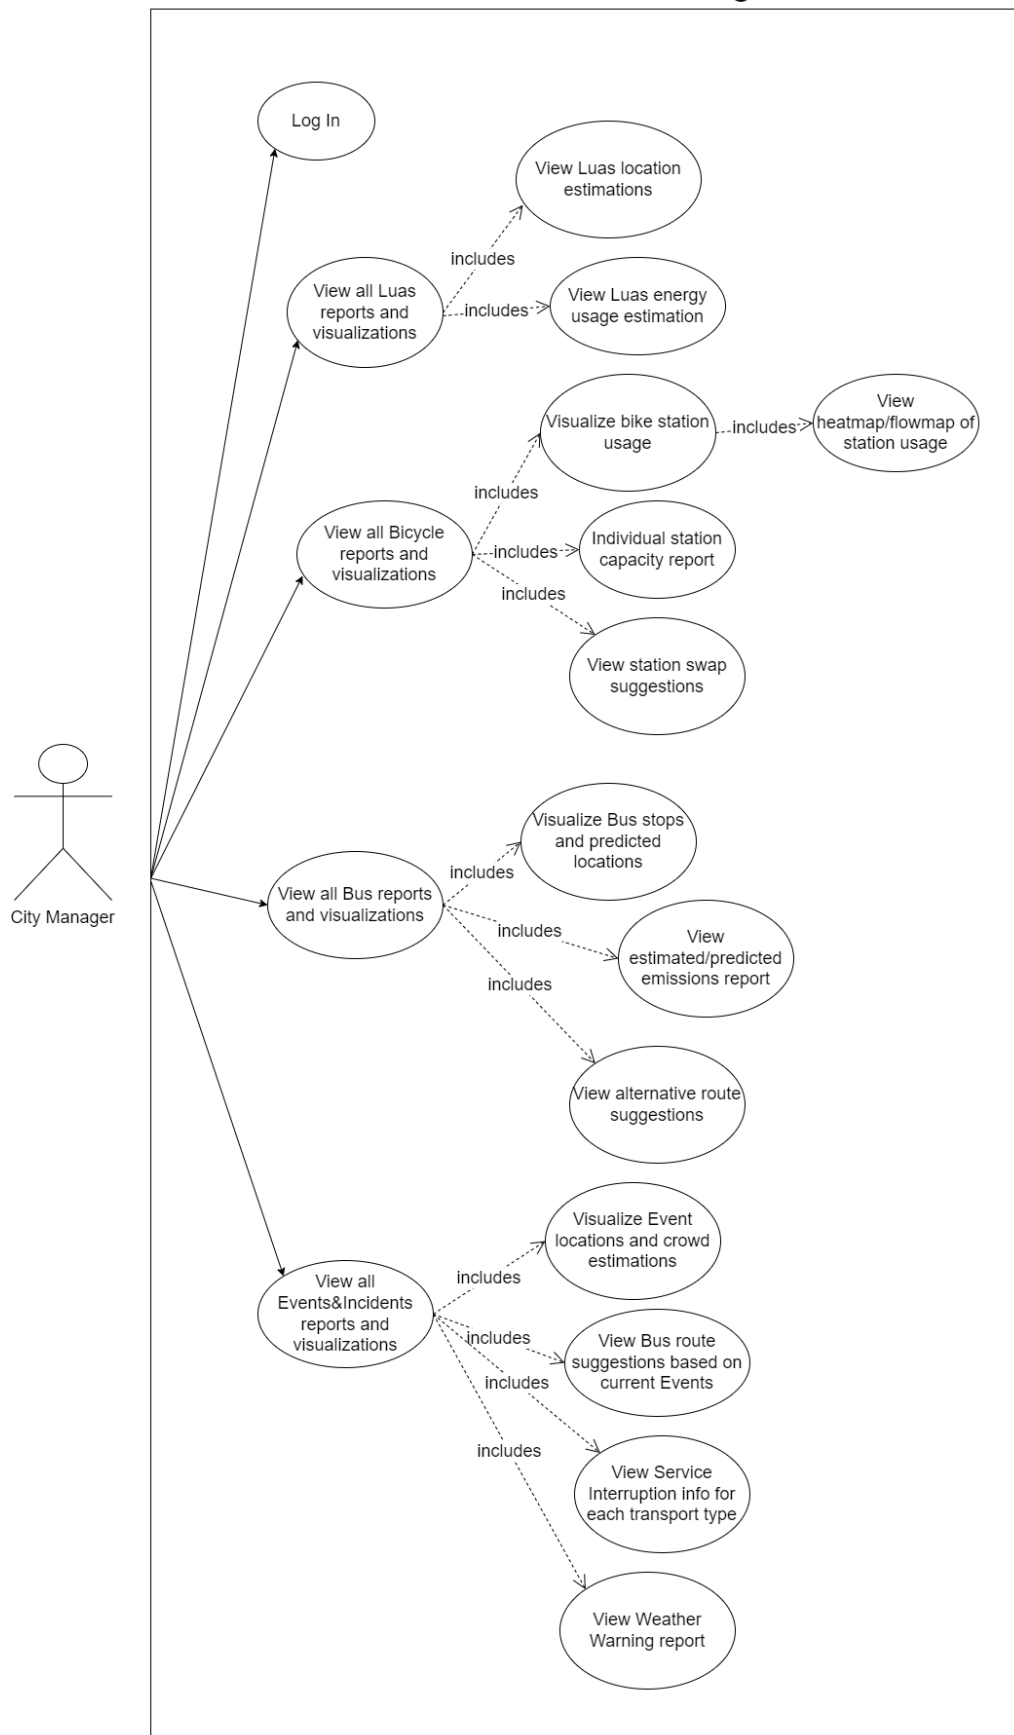 Log In
View Luas location
estimations
includes
View all Luas
reports and
visualizations
includes
View Luas energy
usage estimation
Visualize bike station
usage
includes
View
heatmap/flowmap of
station usage
includes
View all Bicycle
reports and
visualizations
includes
Individual station
capacity report
includes
View station swap
suggestions
City Manager
Visualize Bus stops
and predicted
locations
includes
View all Bus reports
and visualizations
includes
View
estimated/predicted
emissions report
includes
View alternative route
suggestions
Visualize Event
locations and crowd
estimations
includes
View all
Events&Incidents
reports and
visualizations
includes
View Bus route
suggestions based on
current Events
includes
View Service
Interruption info for
each transport type
includes
View Weather
Warning report